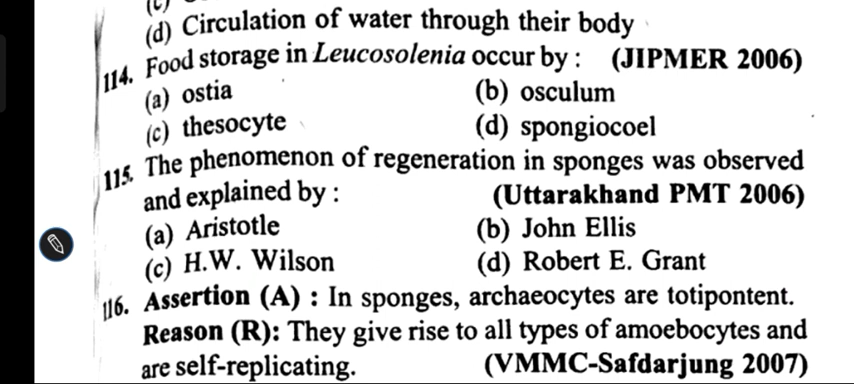 (d) Circulation of water through their body
114. Food storage in Leucosolenia occur by : (JIPMER 2006)
(a) ostia (b) osculum
(c) thesocyte (d) spongiocoel
115. The phenomenon of regeneration in sponges was observed
and explained by : (Uttarakhand PMT 2006)
(a) Aristotle (b) John Ellis
(c) H.W. Wilson (d) Robert E. Grant
116. Assertion (A) : In sponges, archaeocytes are totipontent.
Reason (R): They give rise to all types of amoebocytes and
are self-replicating. (VMMC-Safdarjung 2007)